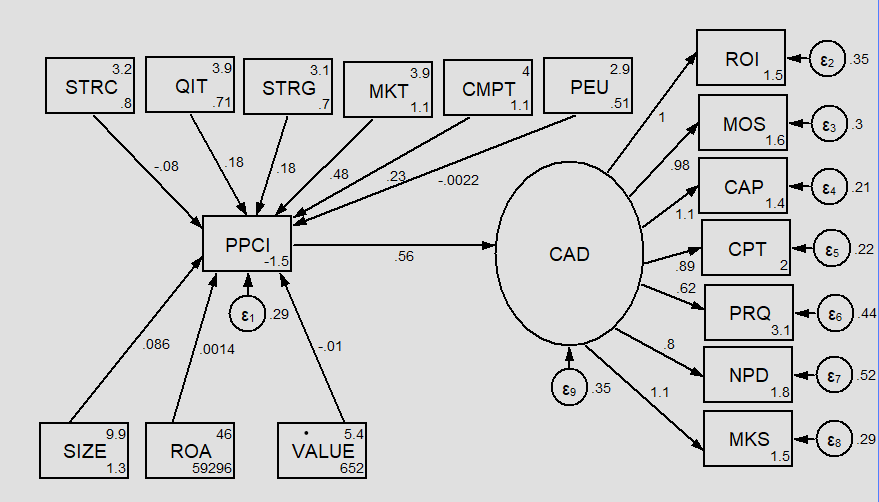 3.2
STRC
.8
3.9
QIT
.71
3.1
STRG
.7
3.9
MKT
1.1
4
CMPT
1.1
2.9
PEU
.51
-.08
.18
.18
.48
.23
-.0022
PPCI
-1.5
ε1
.29
.086
.0014
-.01
9.9
SIZE
1.3
46
ROA
59296
5.4
VALUE
652
.56
CAD
ε9
.35
1
.98
1.1
.89
.62
.8
1.1
ROI
1.5
ε2
.35
MOS
1.6
ε3
.3
CAP
1.4
ε4
.21
CPT
2
ε5
.22
PRQ
3.1
ε6
.44
NPD
1.8
ε7
.52
MKS
1.5
ε8
.29